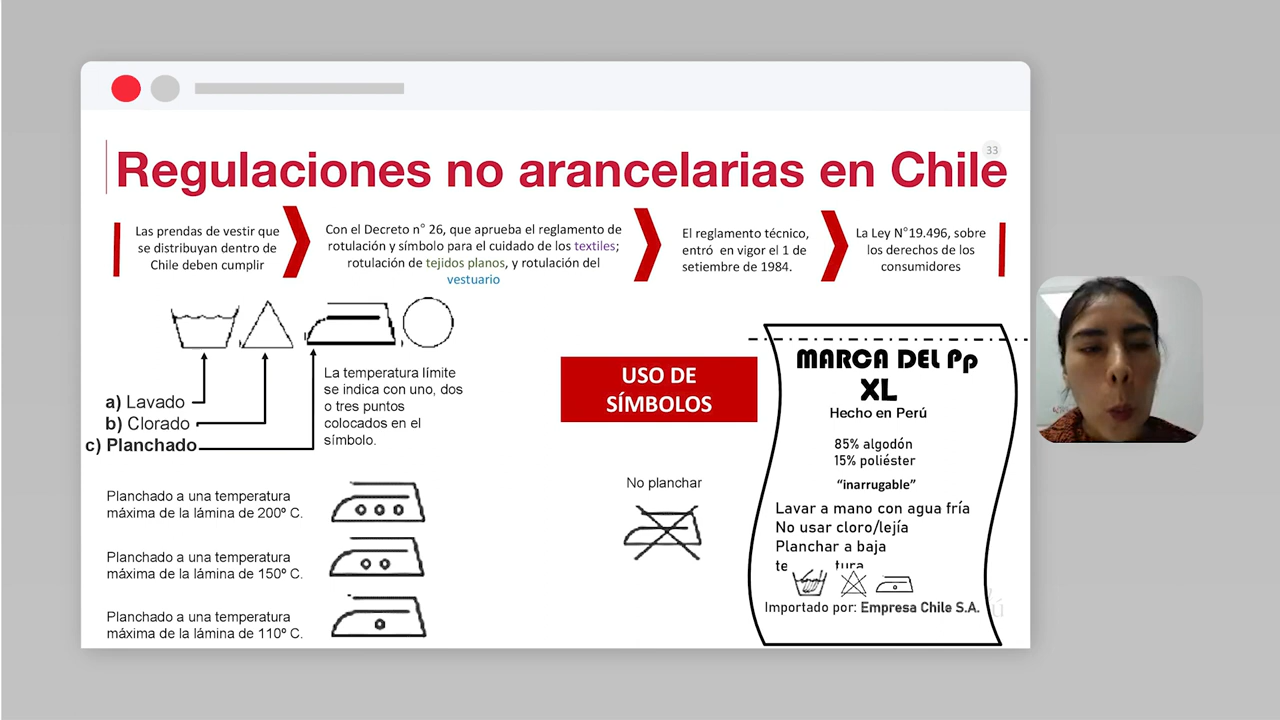 33
Regulaciones no arancelarias en Chile
Las prendas de vestir que
se distribuyan dentro de
Chile deben cumplir
Con el Decreto n° 26, que aprueba el reglamento de
rotulación y símbolo para el cuidado de los textiles;
rotulación de tejidos planos, y rotulación del
vestuario
El reglamento técnico,
entró en vigor el 1 de
setiembre de 1984.
La Ley N°19.496, sobre
los derechos de los
consumidores
a) Lavado
b) Clorado
c) Planchado
La temperatura límite
se indica con uno, dos
o tres puntos
colocados en el
símbolo.
Planchado a una temperatura
máxima de la lámina de 200º C.
Planchado a una temperatura
máxima de la lámina de 150º C.
Planchado a una temperatura
máxima de la lámina de 110º C.
USO DE
SÍMBOLOS
No planchar
MARCA DEL Pp
XL
Hecho en Perú
85% algodón
15% poliéster
“inarrugable”
Lavar a mano con agua fría
No usar cloro/lejía
Planchar a baja
Importado por: Empresa Chile S.A.